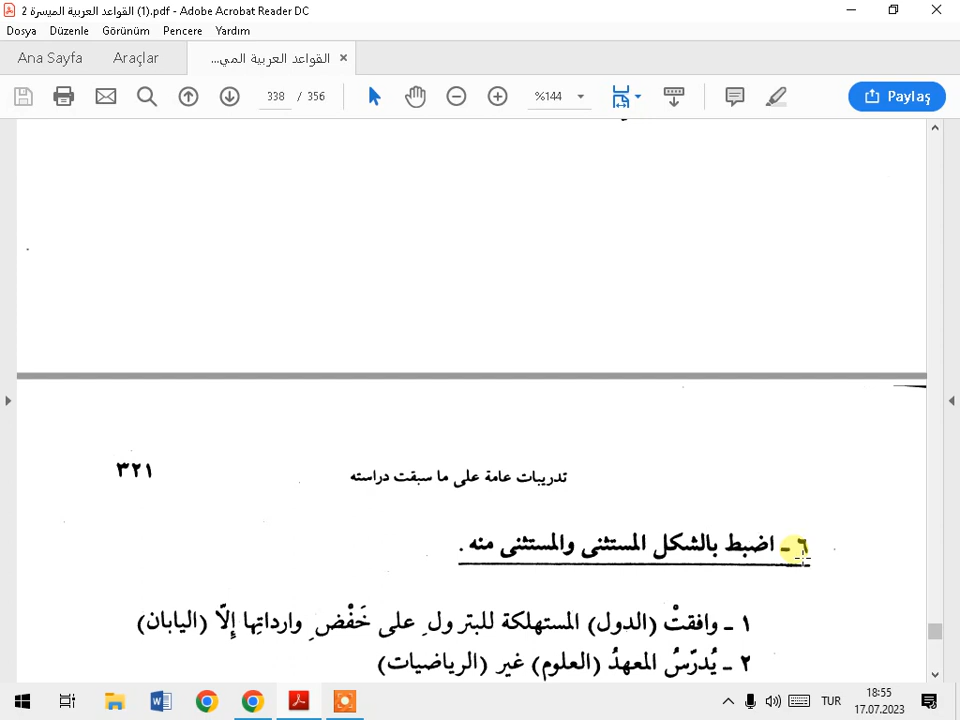 القواعد العربية الميسرة 2 (1).pdf - Adobe Acrobat Reader DC
Dosya Düzenle Görünüm Pencere Yardım
Ana Sayfa Araçlar القواعد العربية المي...
338 / 356 %144 Paylaş
تدريبات عامة على ما سبقت دراسته ٣٢١
٦ ـ اضبط بالشكل المستثنى والمستثنى منه .
١ ـ وافقتْ (الدول) المستهلكة للبترولِ على خَفْضِ وارداتِها إلّا (اليابان)
٢ ـ يُدرّسُ المعهدُ (العلوم) غير (الرياضيات)
TUR 18:55
17.07.2023